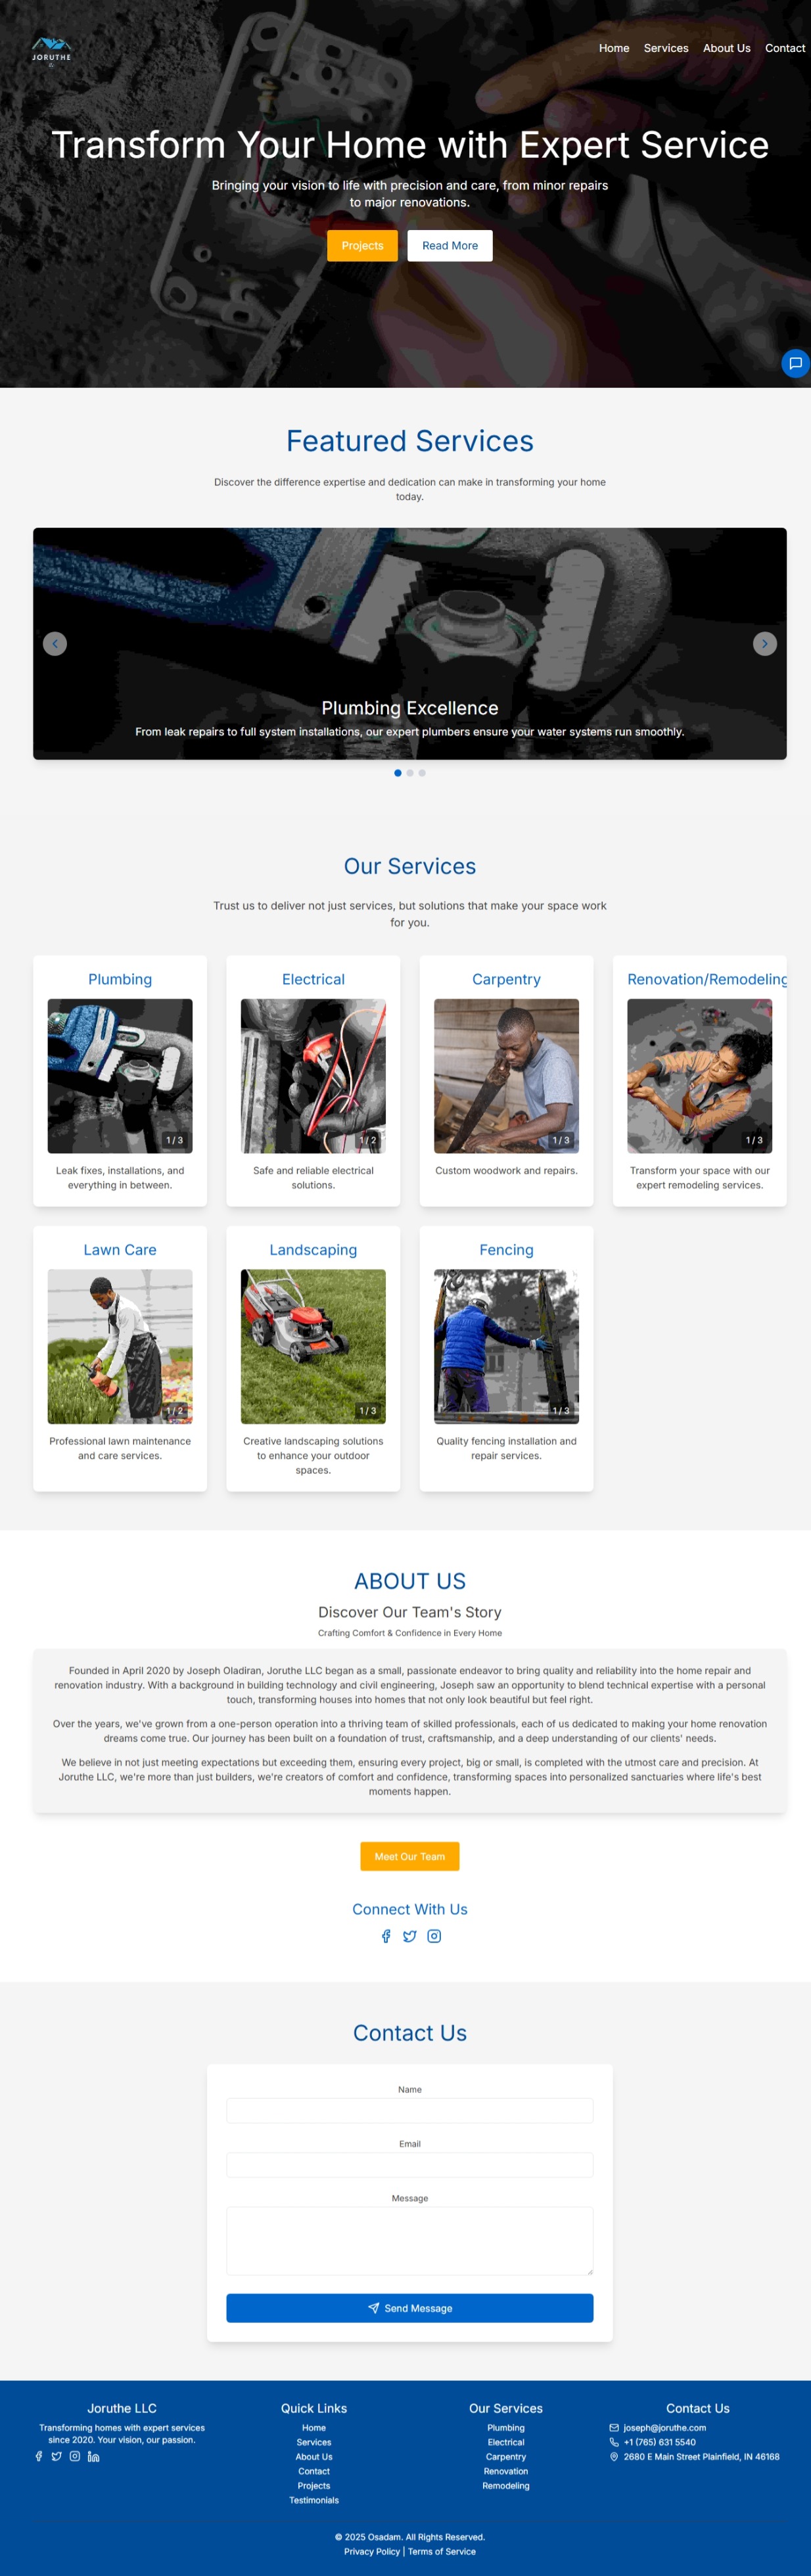 JORUTHE
Home Services About Us Contact
Transform Your Home with Expert Service
Bringing your vision to life with precision and care, from minor repairs
to major renovations.
Projects Read More
Featured Services
Discover the difference expertise and dedication can make in transforming your home
today.
Plumbing Excellence
From leak repairs to full system installations, our expert plumbers ensure your water systems run smoothly.
Our Services
Trust us to deliver not just services, but solutions that make your space work
for you.
Plumbing
1 / 3
Leak fixes, installations, and
everything in between.
Electrical
1 / 2
Safe and reliable electrical
solutions.
Carpentry
1 / 3
Custom woodwork and repairs.
Renovation/Remodeling
1 / 3
Transform your space with our
expert remodeling services.
Lawn Care
1 / 2
Professional lawn maintenance
and care services.
Landscaping
1 / 3
Creative landscaping solutions
to enhance your outdoor
spaces.
Fencing
1 / 3
Quality fencing installation and
repair services.
ABOUT US
Discover Our Team's Story
Crafting Comfort & Confidence in Every Home
Founded in April 2020 by Joseph Oladiran, Joruthe LLC began as a small, passionate endeavor to bring quality and reliability into the home repair and
renovation industry. With a background in building technology and civil engineering, Joseph saw an opportunity to blend technical expertise with a personal
touch, transforming houses into homes that not only look beautiful but feel right.
Over the years, we've grown from a one-person operation into a thriving team of skilled professionals, each of us dedicated to making your home renovation
dreams come true. Our journey has been built on a foundation of trust, craftsmanship, and a deep understanding of our clients' needs.
We believe in not just meeting expectations but exceeding them, ensuring every project, big or small, is completed with the utmost care and precision. At
Joruthe LLC, we're more than just builders, we're creators of comfort and confidence, transforming spaces into personalized sanctuaries where life's best
moments happen.
Meet Our Team
Connect With Us
Contact Us
Name
Email
Message
Send Message
Joruthe LLC
Transforming homes with expert services
since 2020. Your vision, our passion.
Quick Links
Home
Services
About Us
Contact
Projects
Testimonials
Our Services
Plumbing
Electrical
Carpentry
Renovation
Remodeling
Contact Us
joseph@joruthe.com
+1 (765) 631 5540
2680 E Main Street Plainfield, IN 46168
© 2025 Osadam. All Rights Reserved.
Privacy Policy | Terms of Service